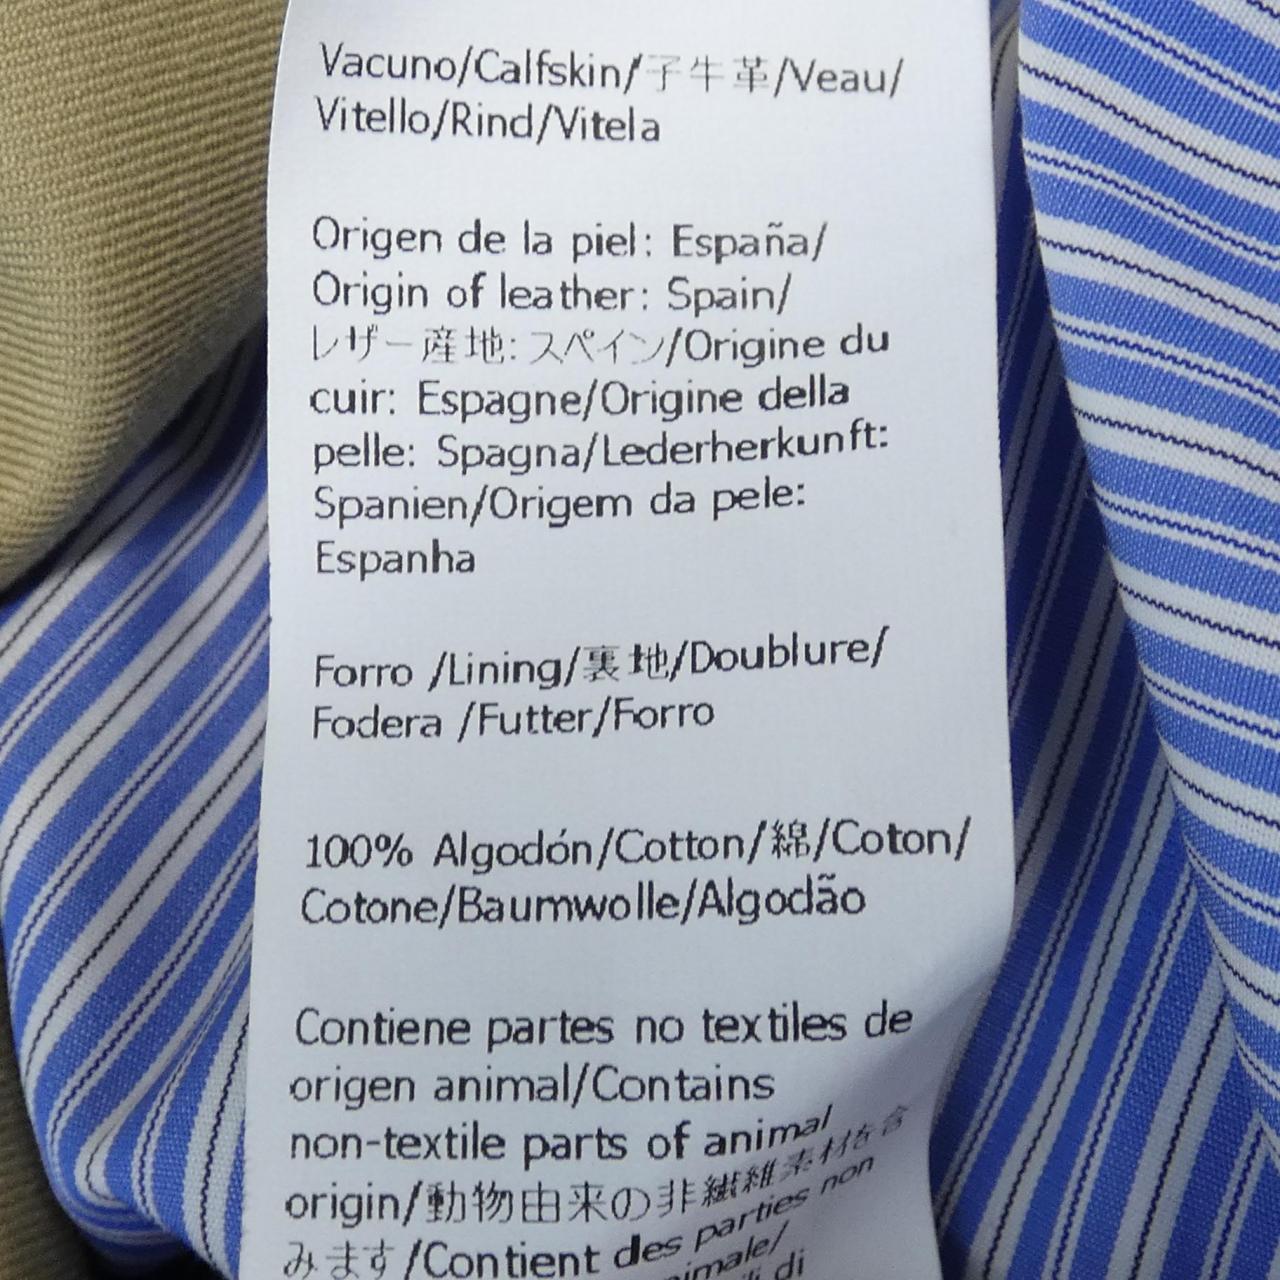 Vacuno/Calfskin/子牛革/Veau/
Vitello/Rind/Vitela
Origen de la piel: España/
Origin of leather: Spain/
レザー産地: スペイン/Origine du
cuir: Espagne/Origine della
pelle: Spagna/Lederherkunft:
Spanien/Origem da pele:
Espanha
Forro /Lining/裏地/Doublure/
Fodera /Futter/Forro
100% Algodón/Cotton/綿/Coton/
Cotone/Baumwolle/Algodão
Contiene partes no textiles de
origen animal/Contains
non-textile parts of animal
origin/動物由来の非繊維素材を含
みます/Contient des parties non
di